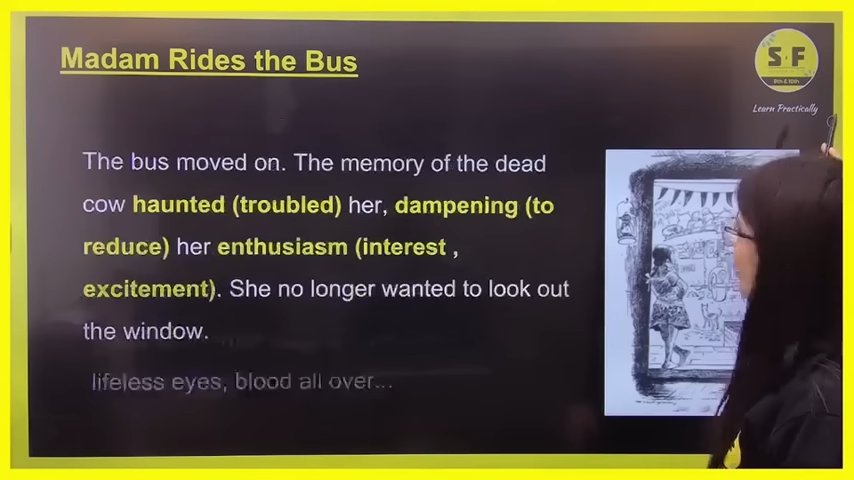 Madam Rides the Bus
S F
9th & 10th
Learn Practically
The bus moved on. The memory of the dead
cow haunted (troubled) her, dampening (to
reduce) her enthusiasm (interest ,
excitement). She no longer wanted to look out
the window.
lifeless eyes, blood all over...